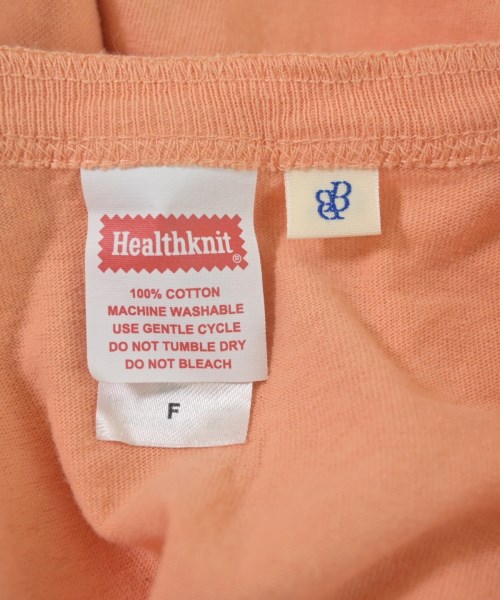 Healthknit®
100% COTTON
MACHINE WASHABLE
USE GENTLE CYCLE
DO NOT TUMBLE DRY
DO NOT BLEACH
F